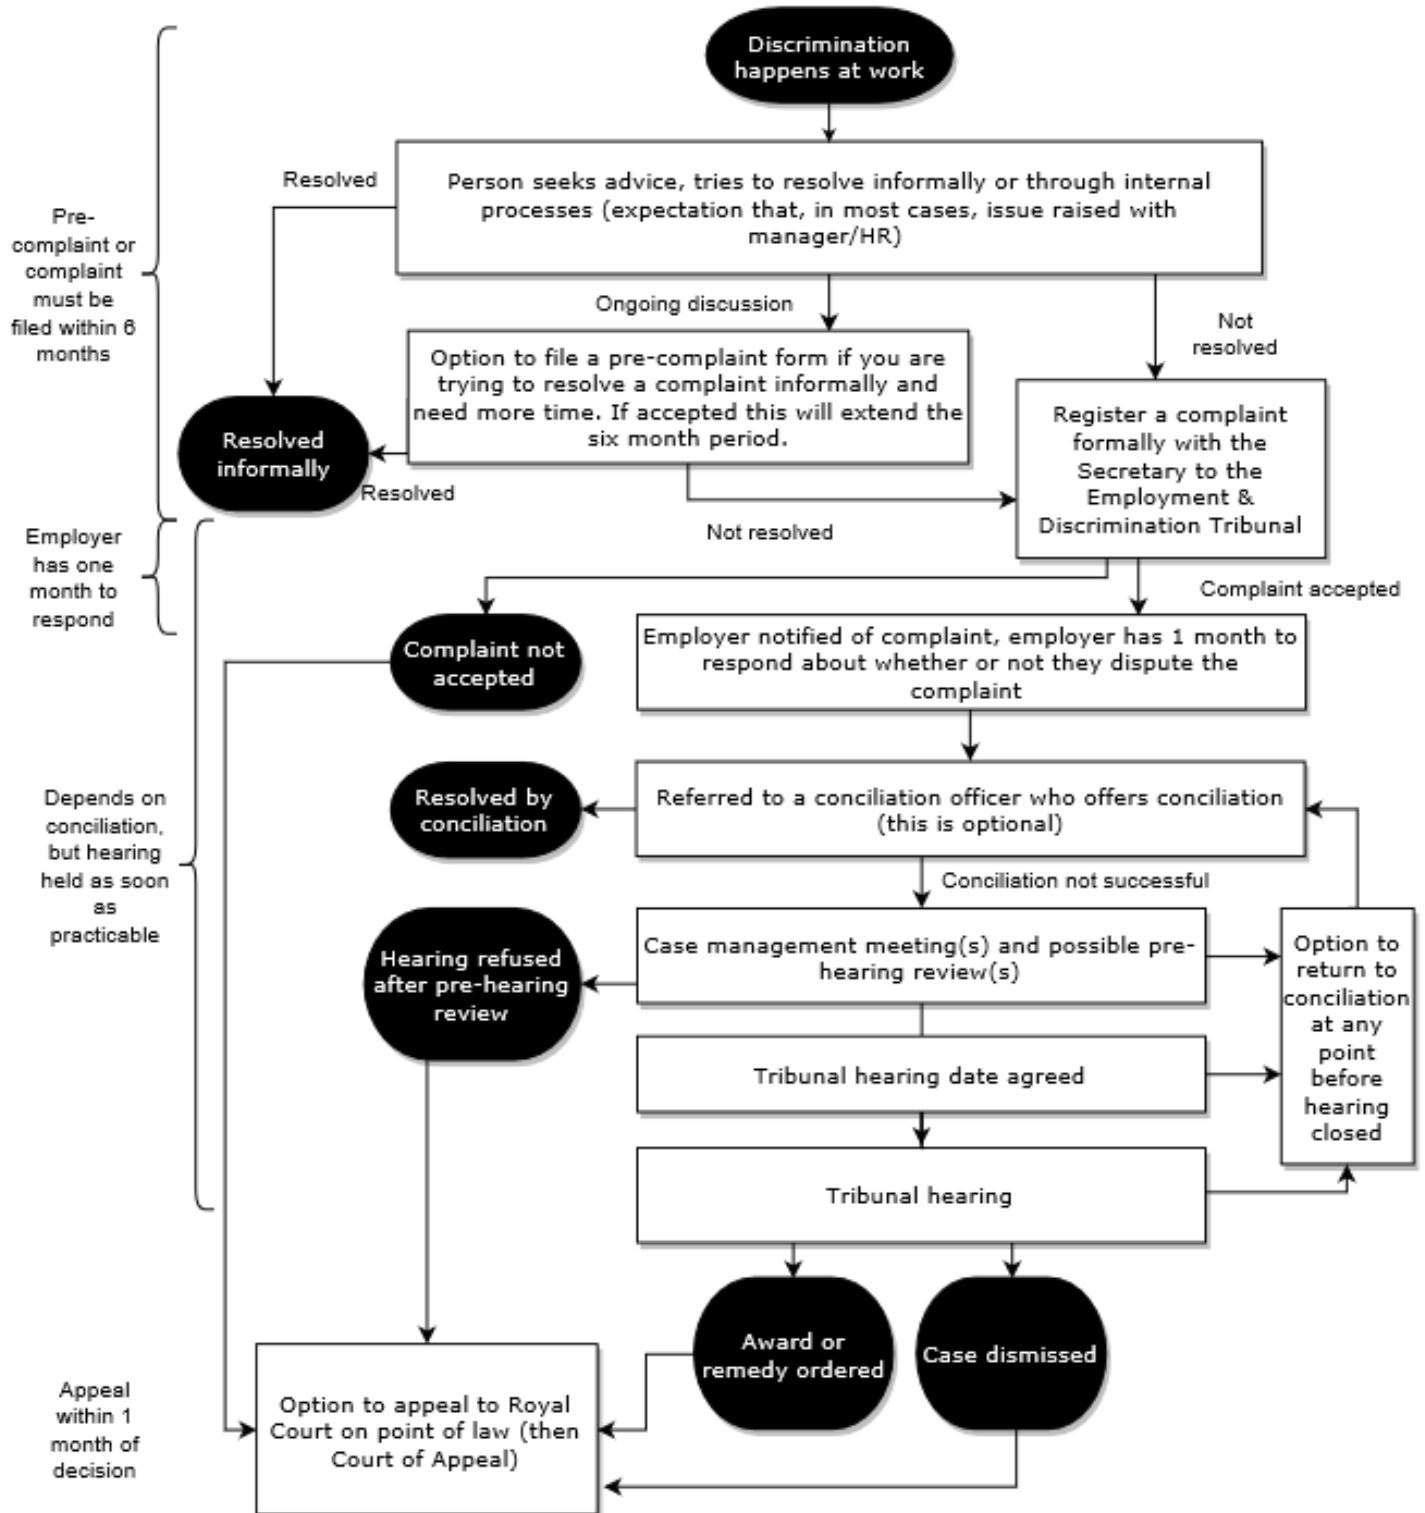 Discrimination
happens at work
Resolved
Person seeks advice, tries to resolve informally or through internal
processes (expectation that, in most cases, issue raised with
manager/HR)
Pre-
complaint or
complaint
must be
filed within 6
months
Ongoing discussion
Not
resolved
Option to file a pre-complaint form if you are
trying to resolve a complaint informally and
need more time. If accepted this will extend the
six month period.
Resolved
informally
Resolved
Register a complaint
formally with the
Secretary to the
Employment &
Discrimination Tribunal
Not resolved
Employer
has one
month to
respond
Complaint accepted
Complaint not
accepted
Employer notified of complaint, employer has 1 month to
respond about whether or not they dispute the
complaint
Depends on
conciliation,
but hearing
held as soon
as
practicable
Resolved by
conciliation
Referred to a conciliation officer who offers conciliation
(this is optional)
Conciliation not successful
Hearing refused
after pre-hearing
review
Case management meeting(s) and possible pre-
hearing review(s)
Option to
return to
conciliation
at any
point
before
hearing
closed
Tribunal hearing date agreed
Tribunal hearing
Award or
remedy ordered
Case dismissed
Appeal
within 1
month of
decision
Option to appeal to Royal
Court on point of law (then
Court of Appeal)